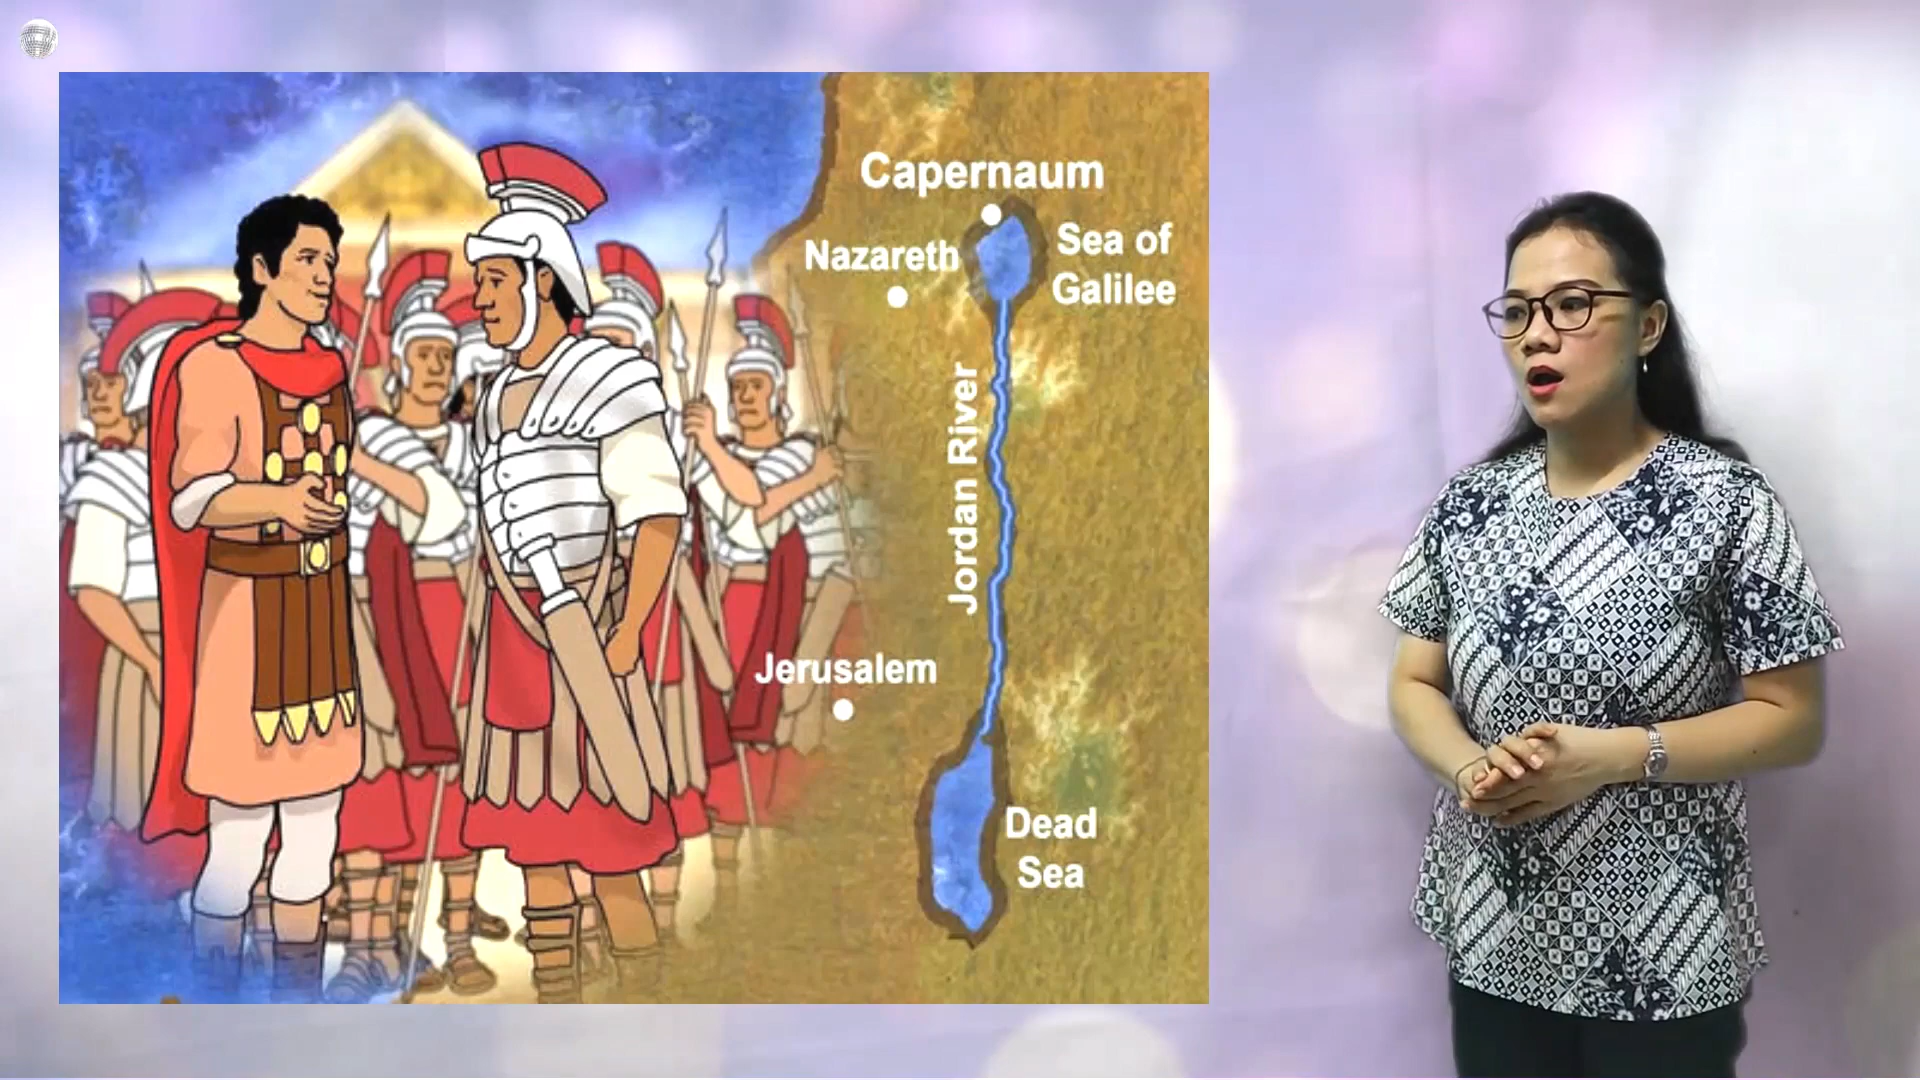 Capernaum
Nazareth
Sea of
Galilee
Jordan River
Jerusalem
Dead
Sea